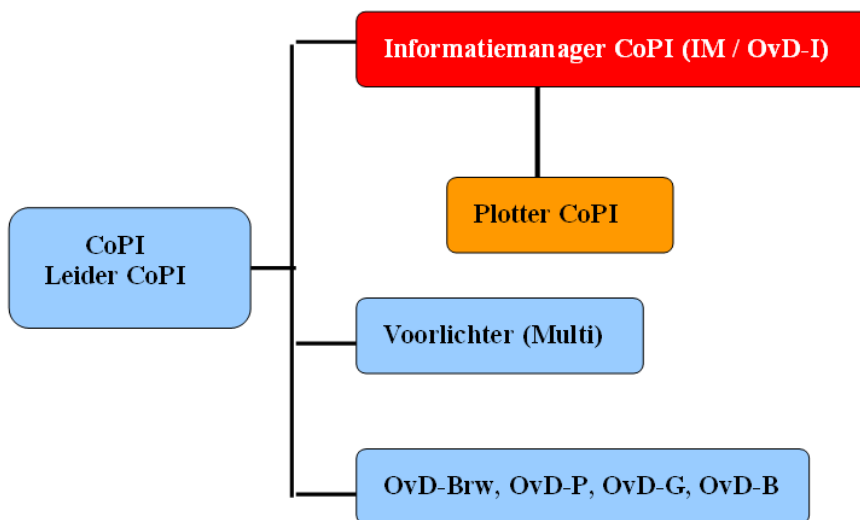 Informatiemanager CoPI (IM / OvD-I)
Plotter CoPI
CoPI
Leider CoPI
Voorlichter (Multi)
OvD-Brw, OvD-P, OvD-G, OvD-B